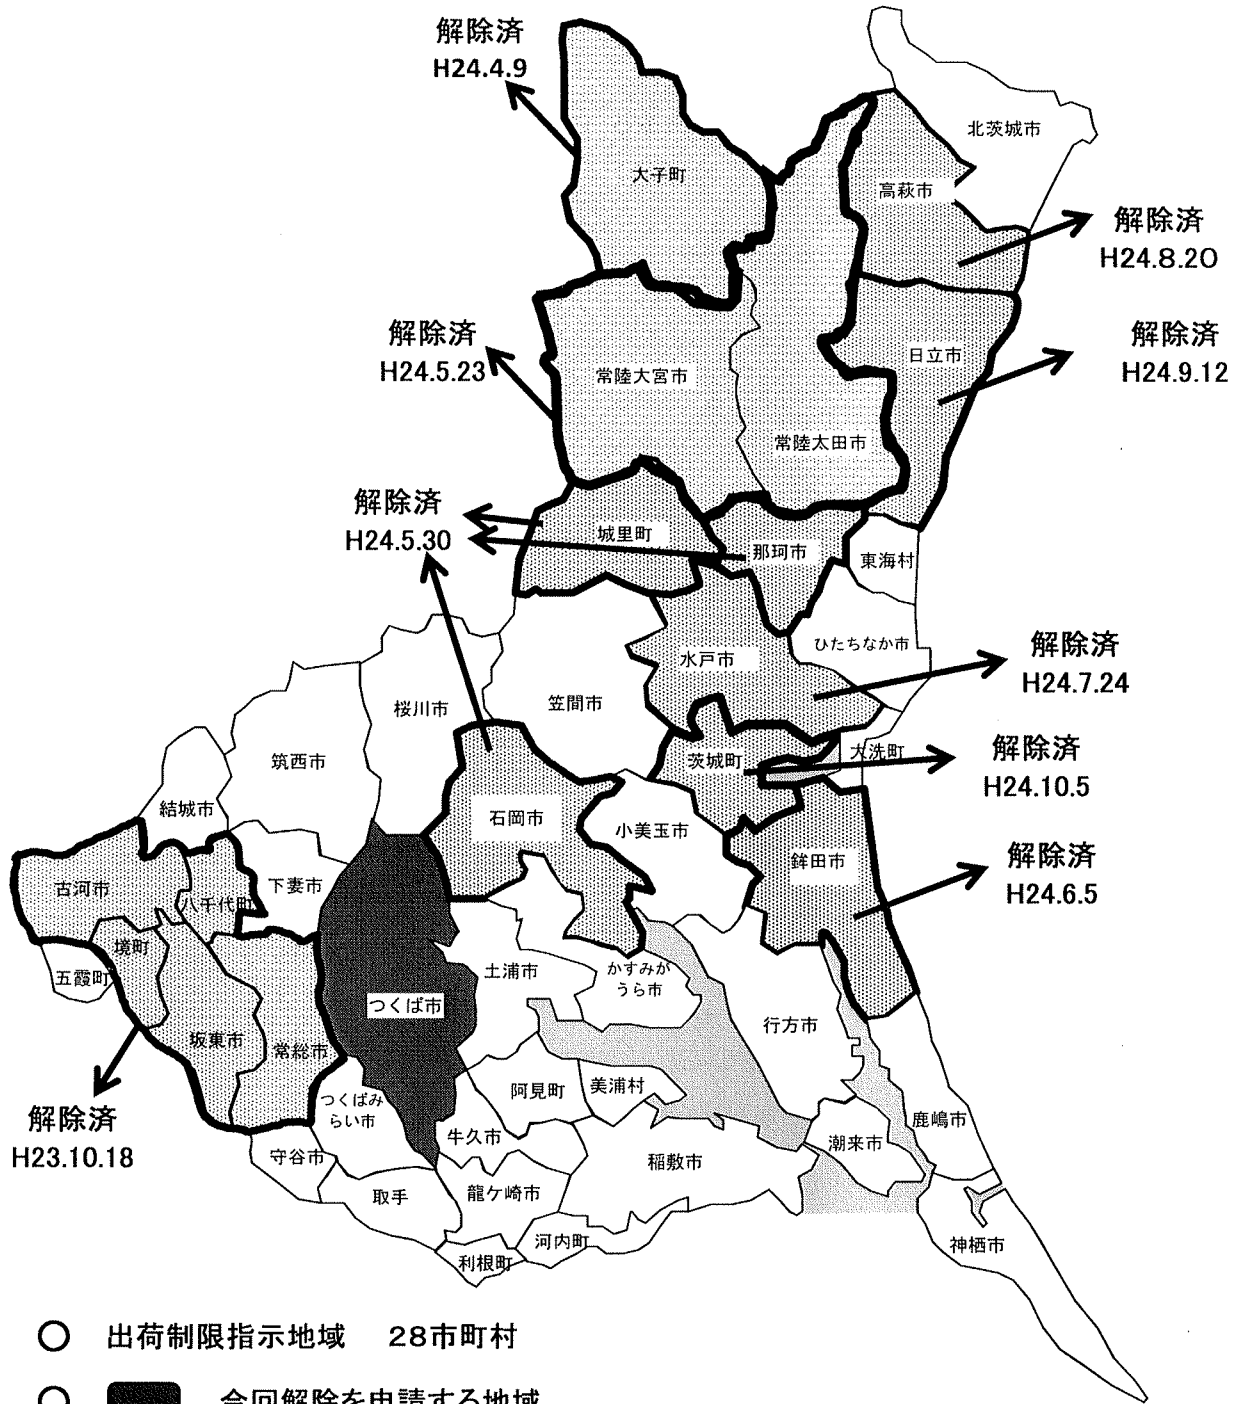 解除済
H24.4.9
北茨城市
大子町
高萩市
解除済
H24.8.20
解除済
H24.5.23
常陸大宮市
日立市
解除済
H24.9.12
常陸太田市
解除済
H24.5.30
城里町
那珂市
東海村
ひたちなか市
水戸市
解除済
H24.7.24
桜川市
笠間市
筑西市
茨城町
大洗町
解除済
H24.10.5
結城市
石岡市
小美玉市
鉾田市
解除済
H24.6.5
古河市
八千代町
下妻市
境町
五霞町
土浦市
かすみが
うら市
つくば市
行方市
坂東市
常総市
阿見町
美浦村
つくばみ
らい市
解除済
H23.10.18
牛久市
潮来市
鹿嶋市
守谷市
稲敷市
取手
龍ケ崎市
河内町
神栖市
利根町
○ 出荷制限指示地域 28市町村
○ 今回解除を申請する地域